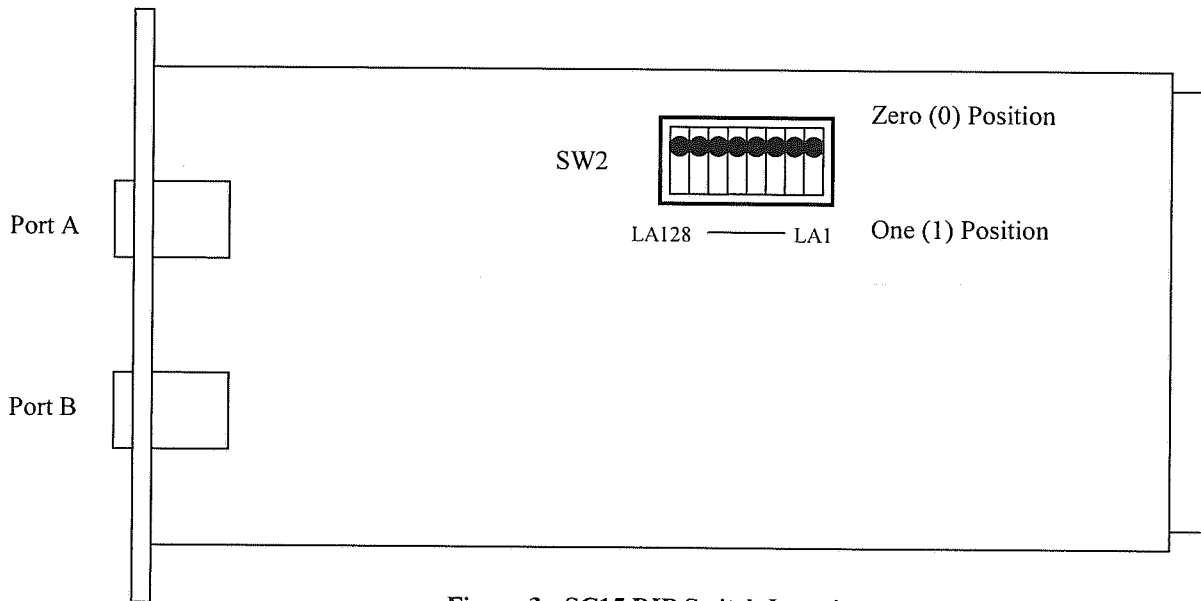 Zero (0) Position
SW2
Port A
LA128
LA1
One (1) Position
Port B